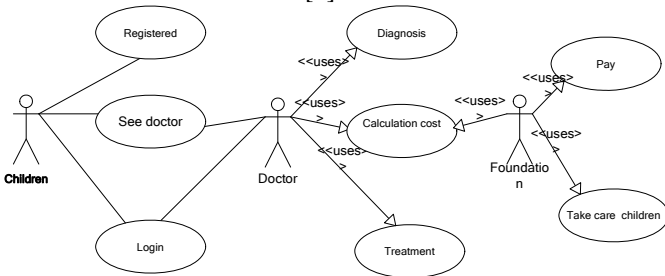 Registered
Diagnosis
<<uses>
>
Pay
<<uses>
>
<<uses>
>
See doctor
Calculation cost
<<uses>
>
<<uses>
>
Children
Doctor
Foundatio
n
<<uses>
>
Take care children
Login
Treatment